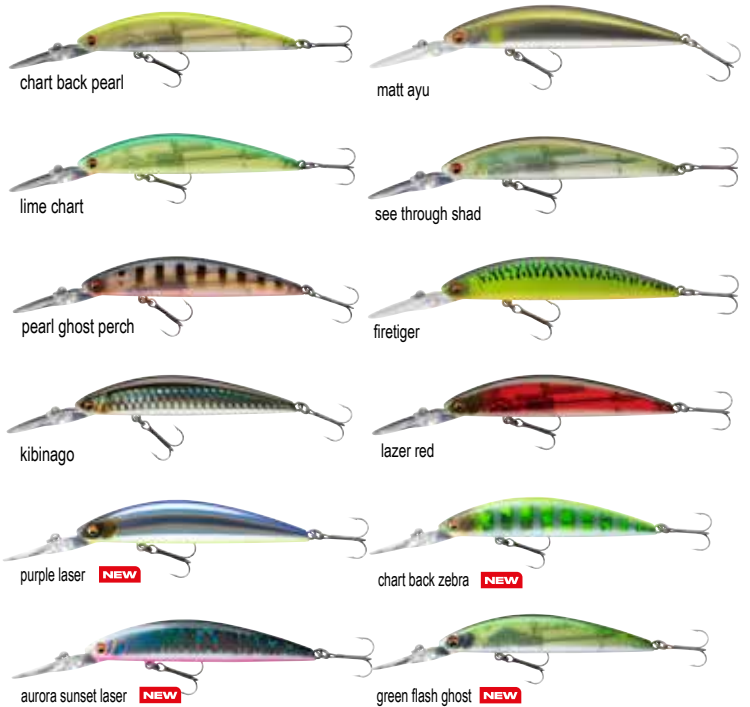 chart back pearl
matt ayu
lime chart
see through shad
pearl ghost perch
firetiger
kibinago
lazer red
purple laser NEW
chart back zebra NEW
aurora sunset laser NEW
green flash ghost NEW